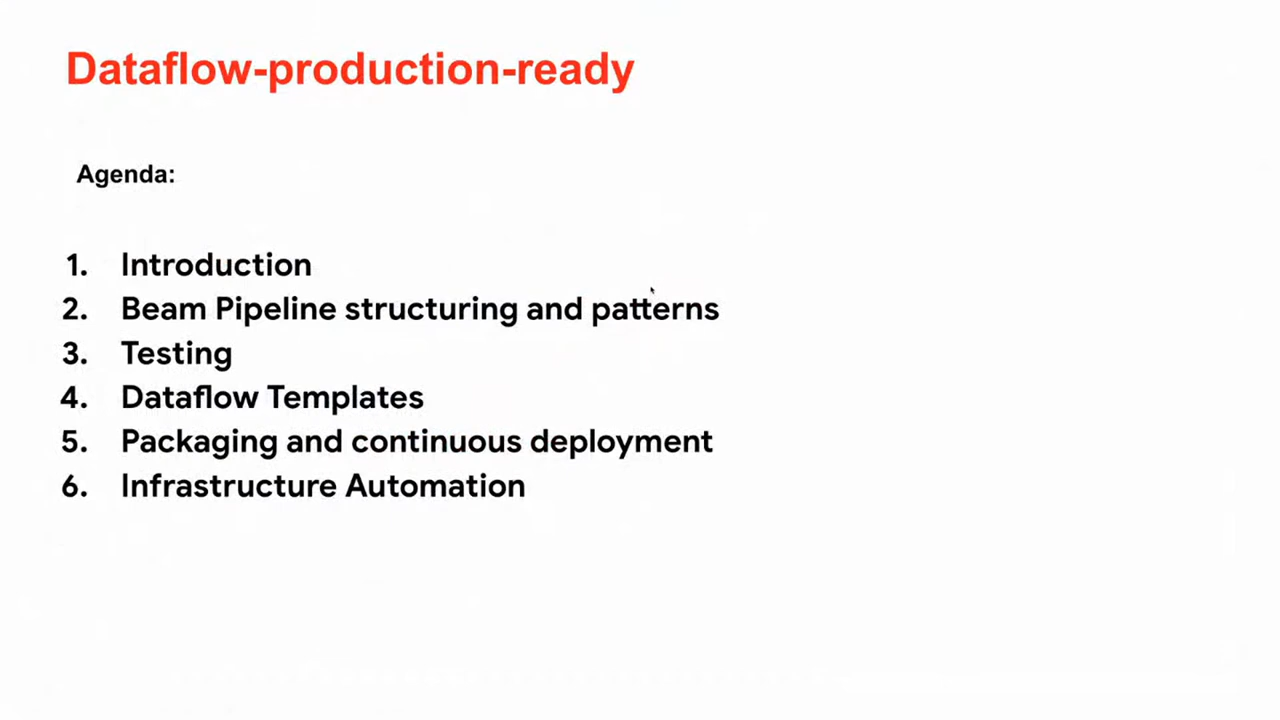 Dataflow-production-ready
Agenda:
1. Introduction
2. Beam Pipeline structuring and patterns
3. Testing
4. Dataflow Templates
5. Packaging and continuous deployment
6. Infrastructure Automation